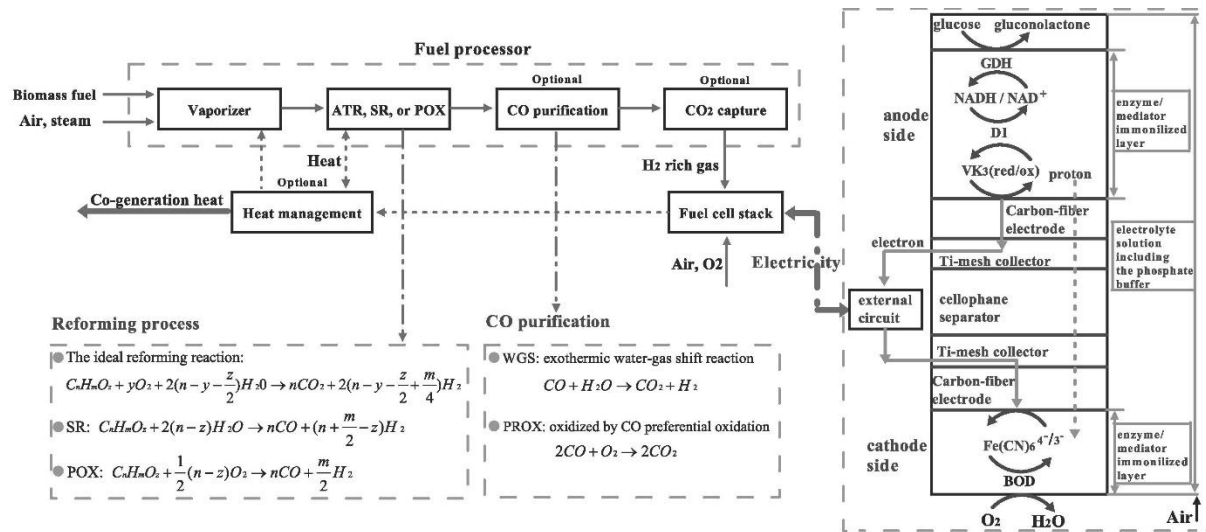 Fuel processor
Biomass fuel
Air, steam
Vaporizer
ATR, SR, or POX
Optional
CO purification
Optional
CO2 capture
Heat
H2 rich gas
Optional
Heat management
Co-generation heat
Fuel cell stack
Air, O2
Electricity
Reforming process
The ideal reforming reaction:
CnHmOz + yO2 + 2(n - y - z/2)H20 → nCO2 + 2(n - y - z/2 + m/4)H2
SR: CnHmOz + 2(n - z)H2O → nCO + (n + m/2 - z)H2
POX: CnHmOz + 1/2(n - z)O2 → nCO + m/2 H2
CO purification
WGS: exothermic water-gas shift reaction
CO + H2O → CO2 + H2
PROX: oxidized by CO preferential oxidation
2CO + O2 → 2CO2
glucose gluconolactone
GDH
NADH / NAD+
DI
VK3(red/ox)
proton
anode
side
enzyme/
mediator
immonilized
layer
Carbon-fiber
electrode
electron
Ti-mesh collector
electrolyte
solution
including
the phosphate
buffer
external
circuit
cellophane
separator
Ti-mesh collector
Carbon-fiber
electrode
cathode
side
Fe(CN)6 4-/3-
BOD
enzyme/
mediator
immonilized
layer
O2 H2O
Air